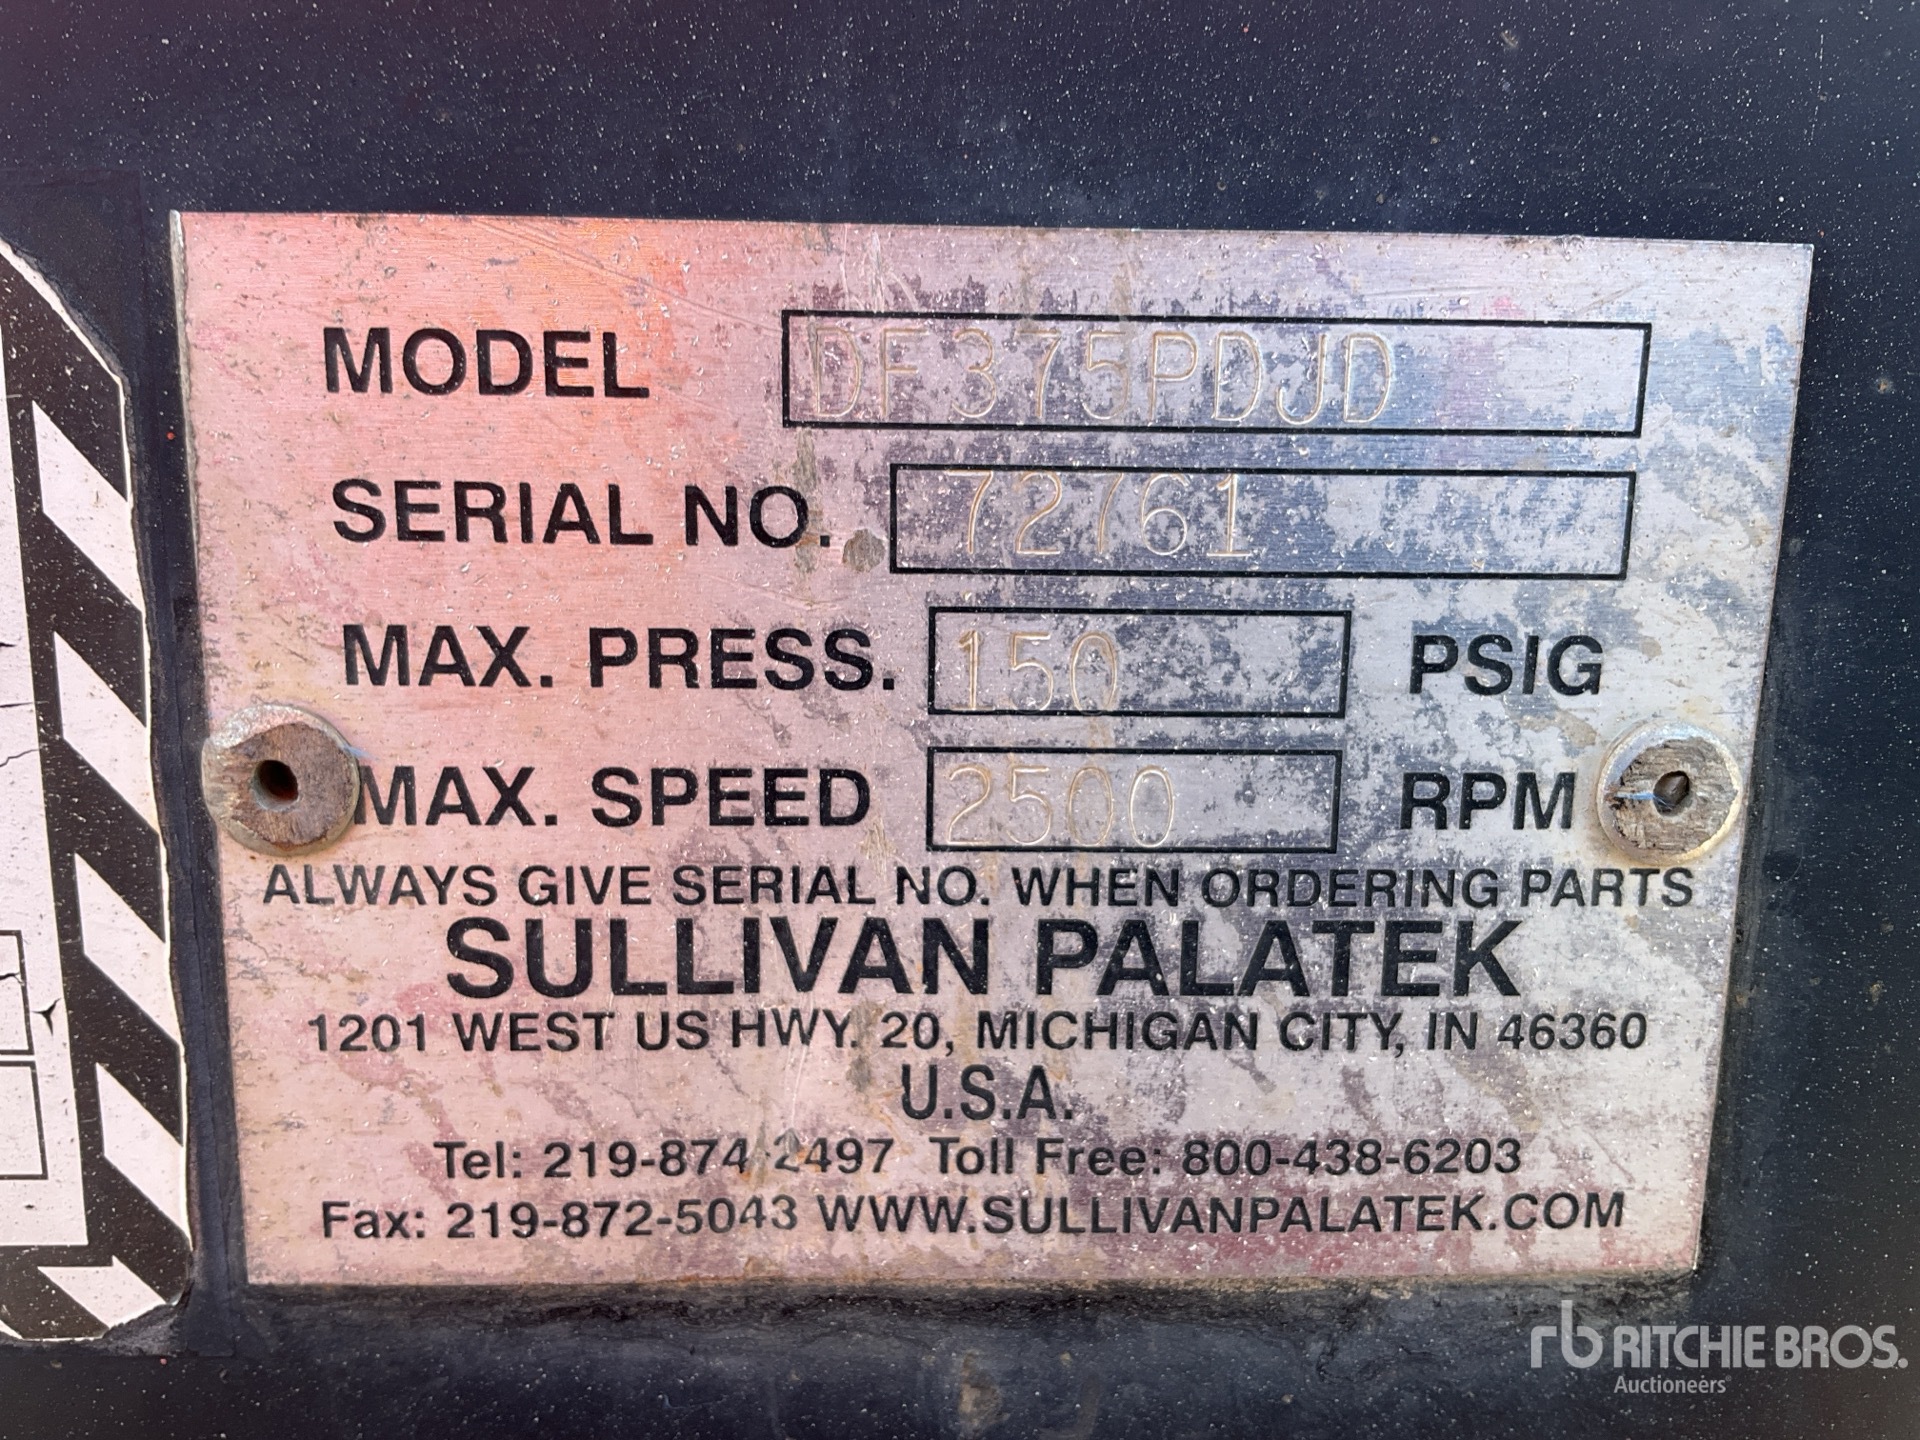 MODEL DF375PDJD
SERIAL NO. 72761
MAX. PRESS. 150 PSIG
MAX. SPEED 2500 RPM
ALWAYS GIVE SERIAL NO. WHEN ORDERING PARTS
SULLIVAN PALATEK
1201 WEST US HWY. 20, MICHIGAN CITY, IN 46360
U.S.A.
Tel: 219-874-2497 Toll Free: 800-438-6203
Fax: 219-872-5043 WWW.SULLIVANPALATEK.COM
rb RITCHIE BROS.
Auctioneers